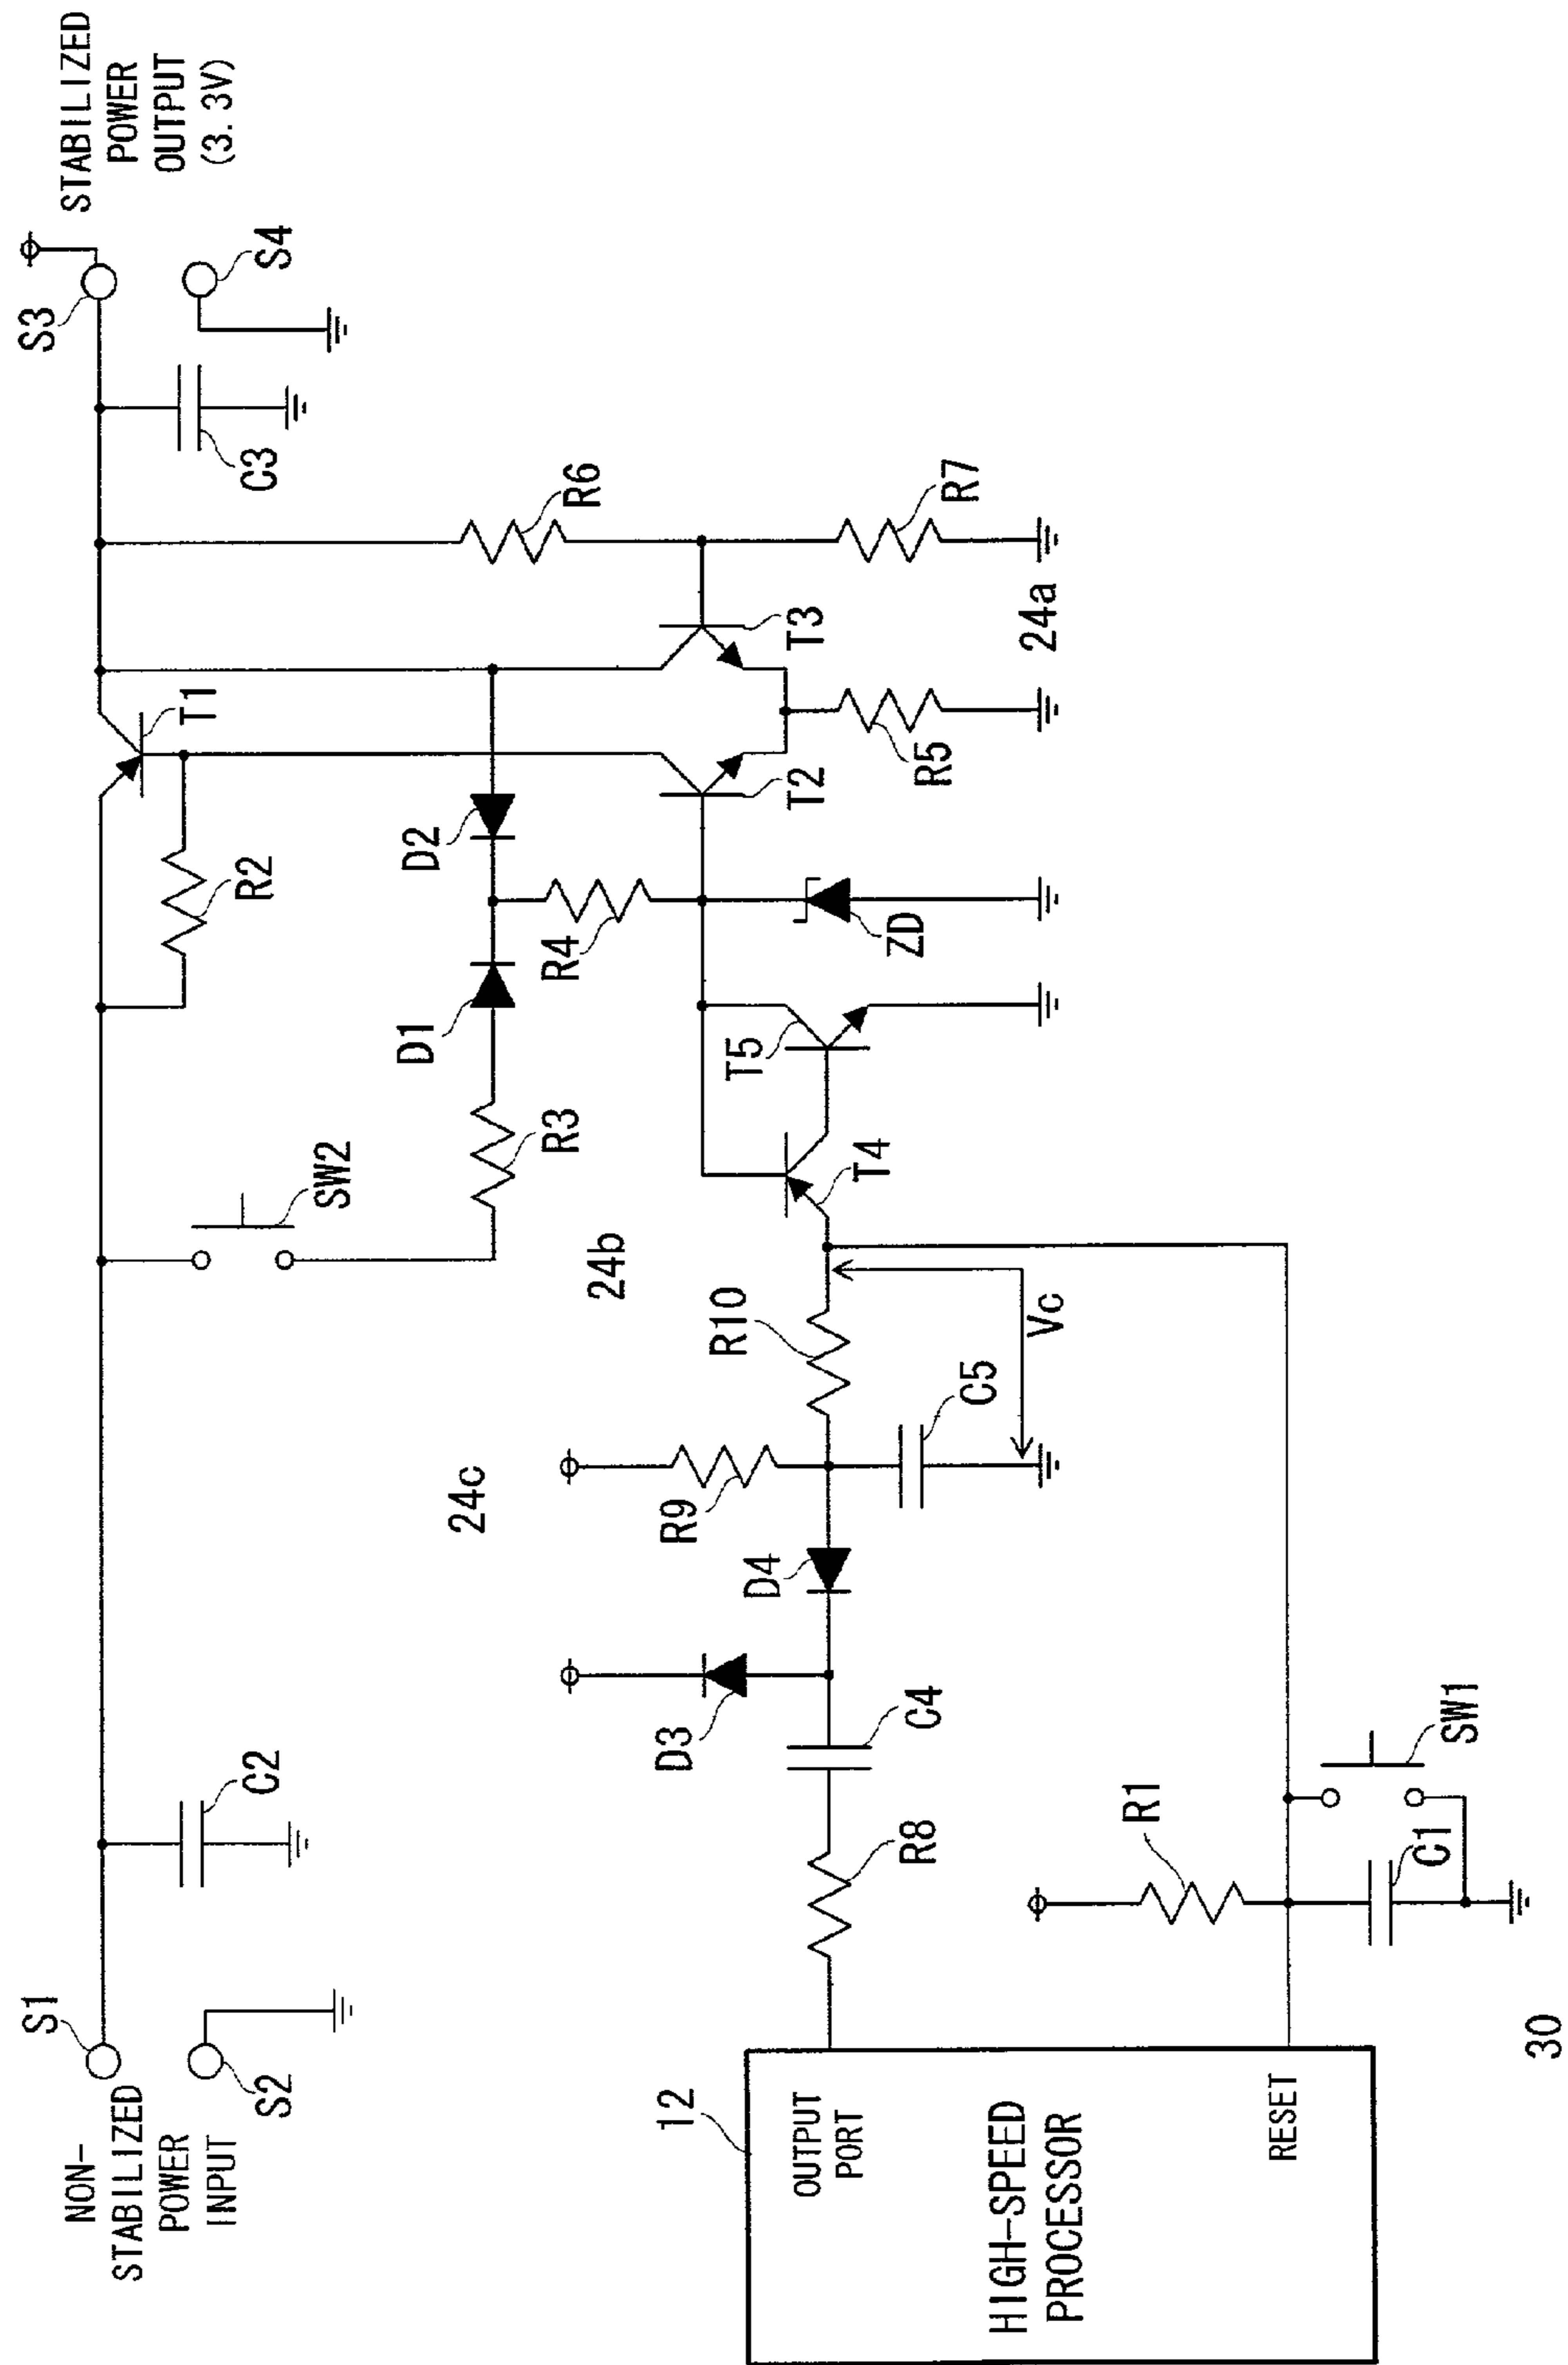 NON-
STABILIZED
POWER
INPUT
S1
S2
C2
SW2
R2
T1
S3
S4
C3
STABILIZED
POWER
OUTPUT
(3. 3V)
R3
D1
D2
R4
R6
24c
24b
T5
T4
T2
T3
ZD
R5
R7
24a
D3
D4
R9
R10
C4
C5
Vc
R8
12
OUTPUT
PORT
HIGH-SPEED
PROCESSOR
RESET
R1
C1
SW1
30